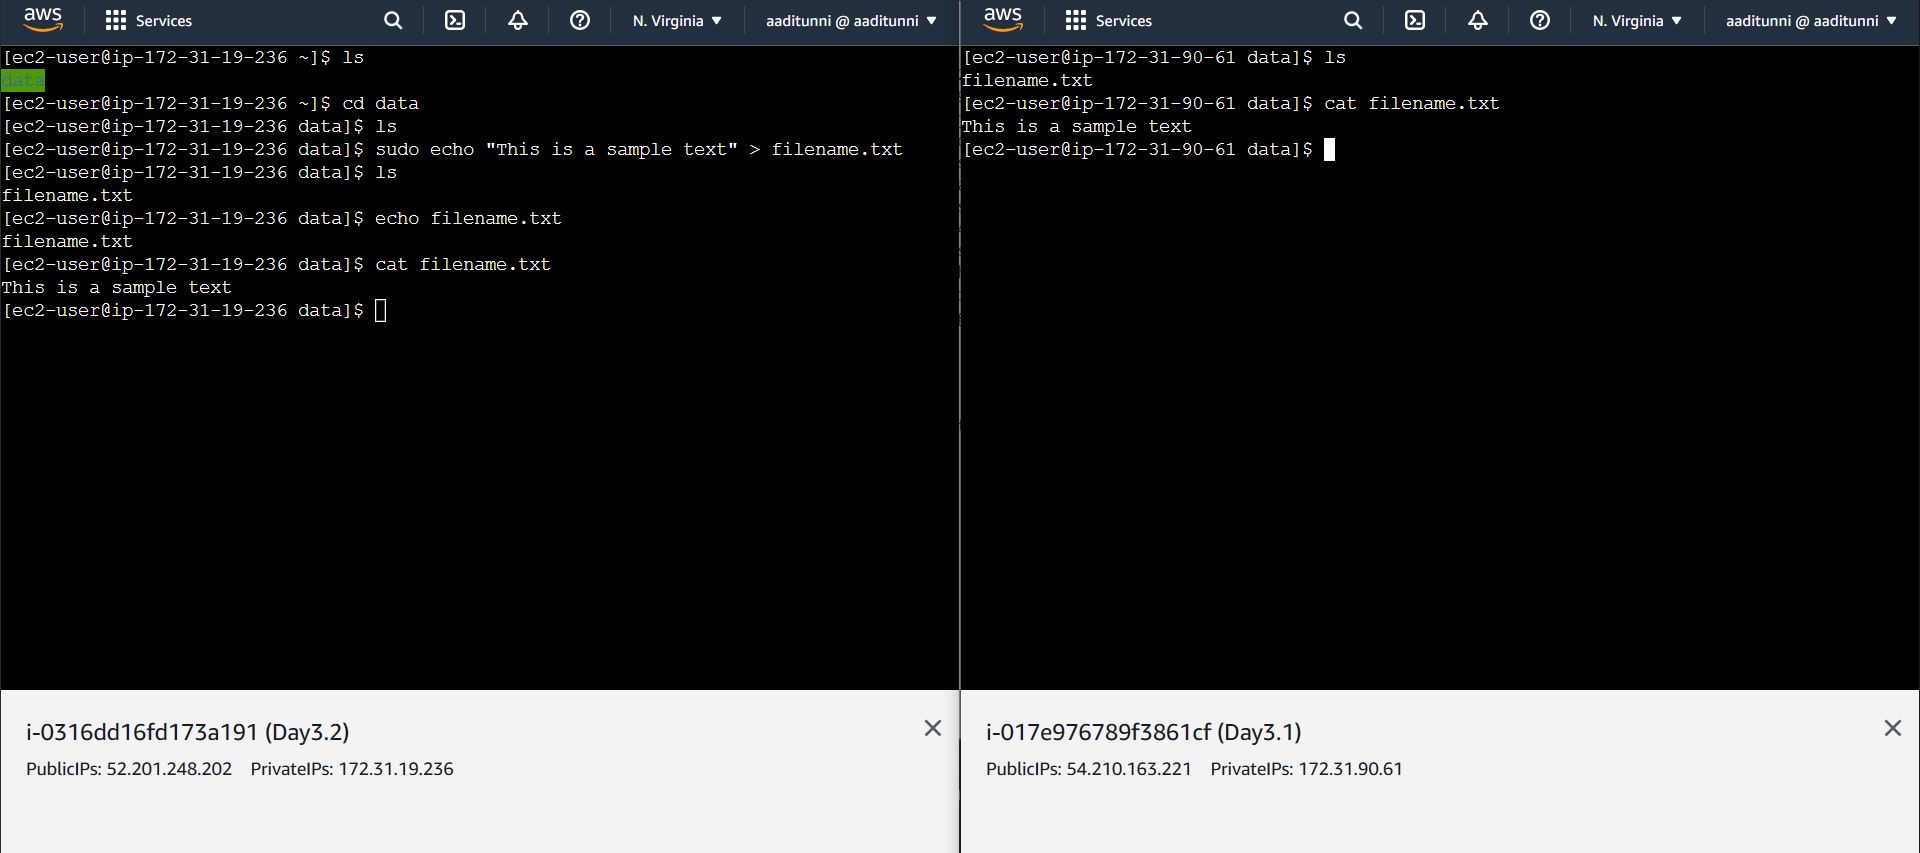 aws Services N. Virginia ▼ aaditunni @ aaditunni ▼
[ec2-user@ip-172-31-19-236 ~]$ ls
data
[ec2-user@ip-172-31-19-236 ~]$ cd data
[ec2-user@ip-172-31-19-236 data]$ ls
[ec2-user@ip-172-31-19-236 data]$ sudo echo "This is a sample text" > filename.txt
[ec2-user@ip-172-31-19-236 data]$ ls
filename.txt
[ec2-user@ip-172-31-19-236 data]$ echo filename.txt
filename.txt
[ec2-user@ip-172-31-19-236 data]$ cat filename.txt
This is a sample text
[ec2-user@ip-172-31-19-236 data]$
i-0316dd16fd173a191 (Day3.2)
PublicIPs: 52.201.248.202 PrivateIPs: 172.31.19.236
aws Services N. Virginia ▼ aaditunni @ aaditunni ▼
[ec2-user@ip-172-31-90-61 data]$ ls
filename.txt
[ec2-user@ip-172-31-90-61 data]$ cat filename.txt
This is a sample text
[ec2-user@ip-172-31-90-61 data]$
i-017e976789f3861cf (Day3.1)
PublicIPs: 54.210.163.221 PrivateIPs: 172.31.90.61